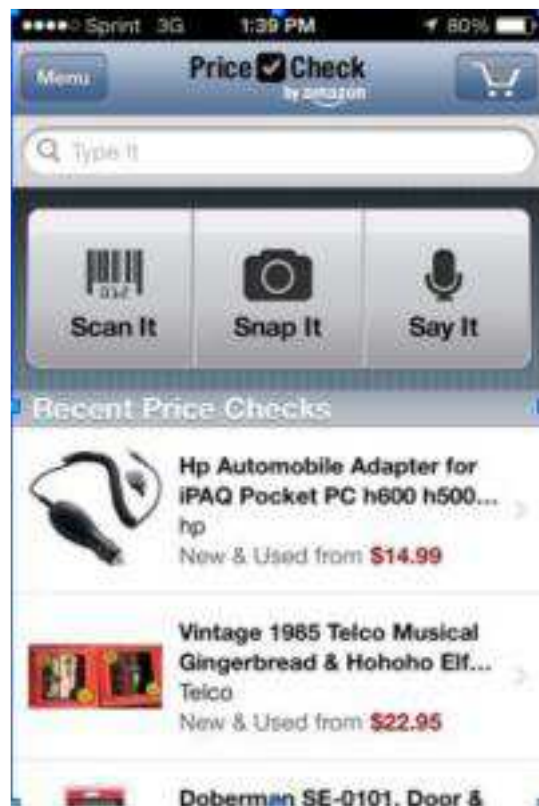 Sprint 3G 1:39 PM 80%
Menu
Price Check
by amazon
Type It
Scan It
Snap It
Say It
Recent Price Checks
Hp Automobile Adapter for
iPAQ Pocket PC h600 h500...
hp
New & Used from $14.99
Vintage 1985 Telco Musical
Gingerbread & Hohoho Elf...
Telco
New & Used from $22.95
Doberman SE-0101, Door &